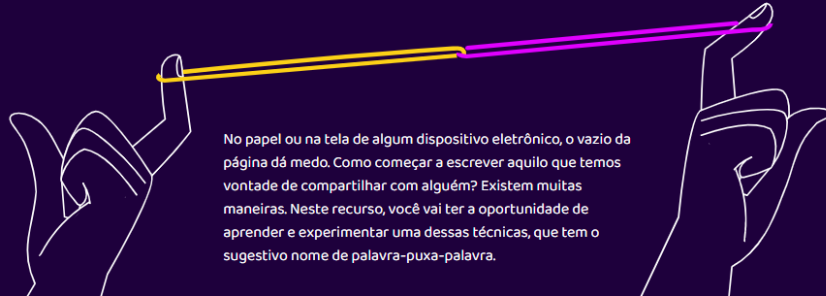 No papel ou na tela de algum dispositivo eletrônico, o vazio da
página dá medo. Como começar a escrever aquilo que temos
vontade de compartilhar com alguém? Existem muitas
maneiras. Neste recurso, você vai ter a oportunidade de
aprender e experimentar uma dessas técnicas, que tem o
sugestivo nome de palavra-puxa-palavra.